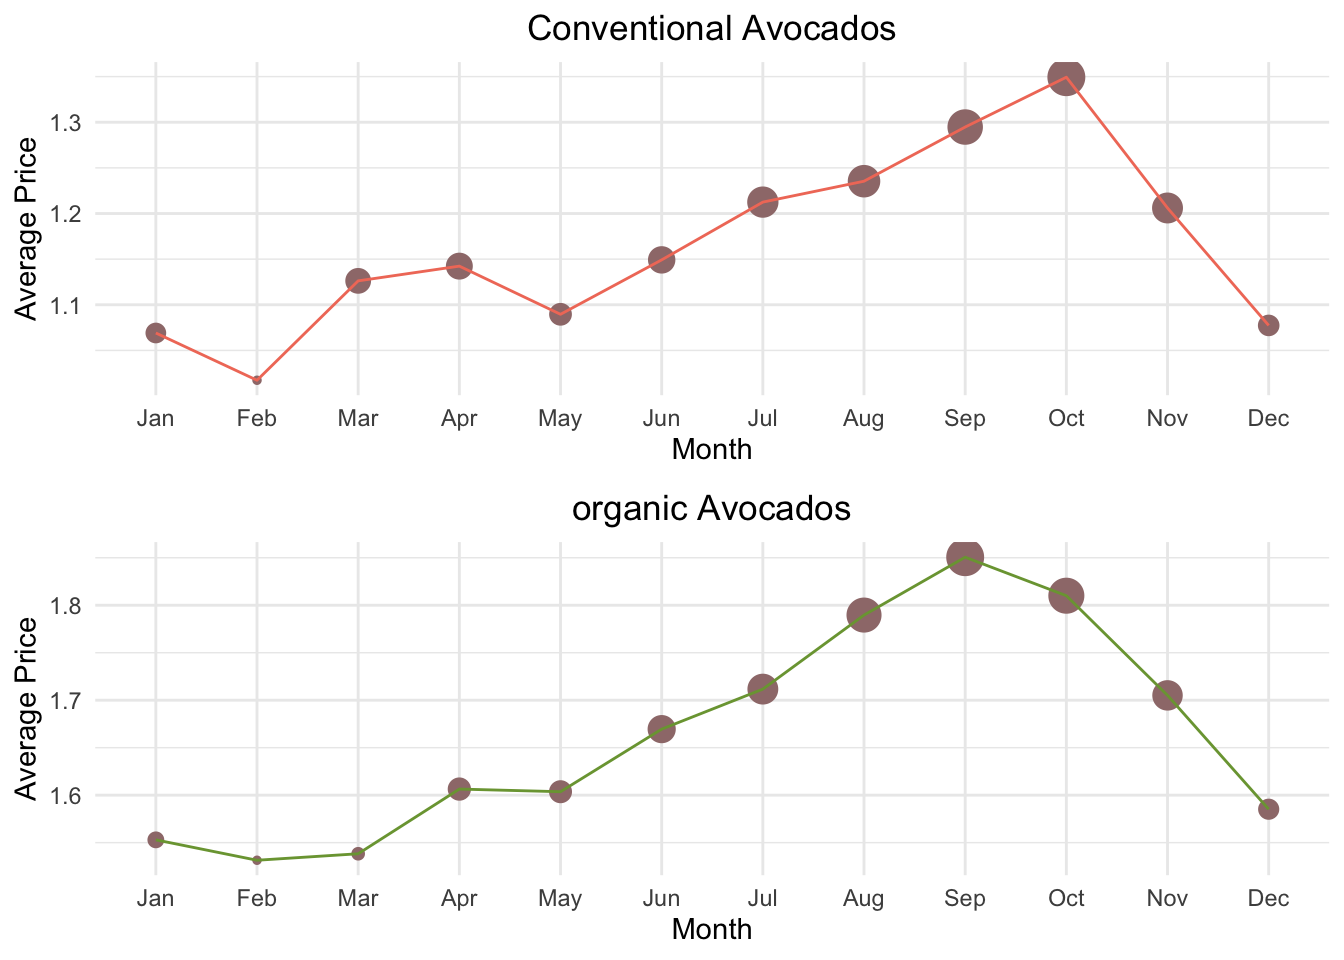 Conventional Avocados
Average Price
1.3
1.2
1.1
Jan Feb Mar Apr May Jun Jul Aug Sep Oct Nov Dec
Month
organic Avocados
Average Price
1.8
1.7
1.6
Jan Feb Mar Apr May Jun Jul Aug Sep Oct Nov Dec
Month